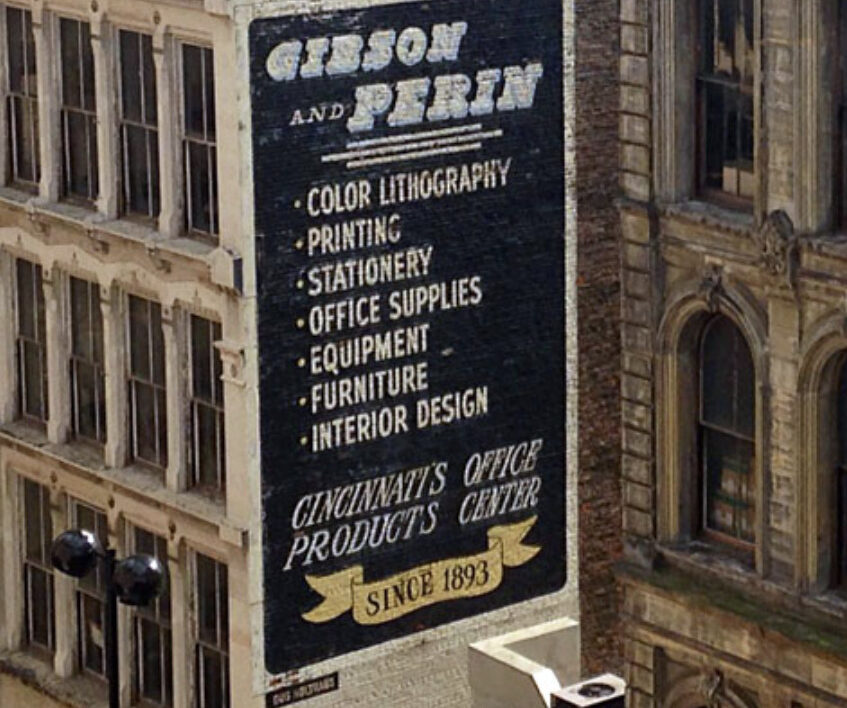 GIBSON
AND PERIN
• COLOR LITHOGRAPHY
• PRINTING
• STATIONERY
• OFFICE SUPPLIES
• EQUIPMENT
• FURNITURE
• INTERIOR DESIGN
CINCINNATI'S OFFICE
PRODUCTS CENTER
SINCE 1893